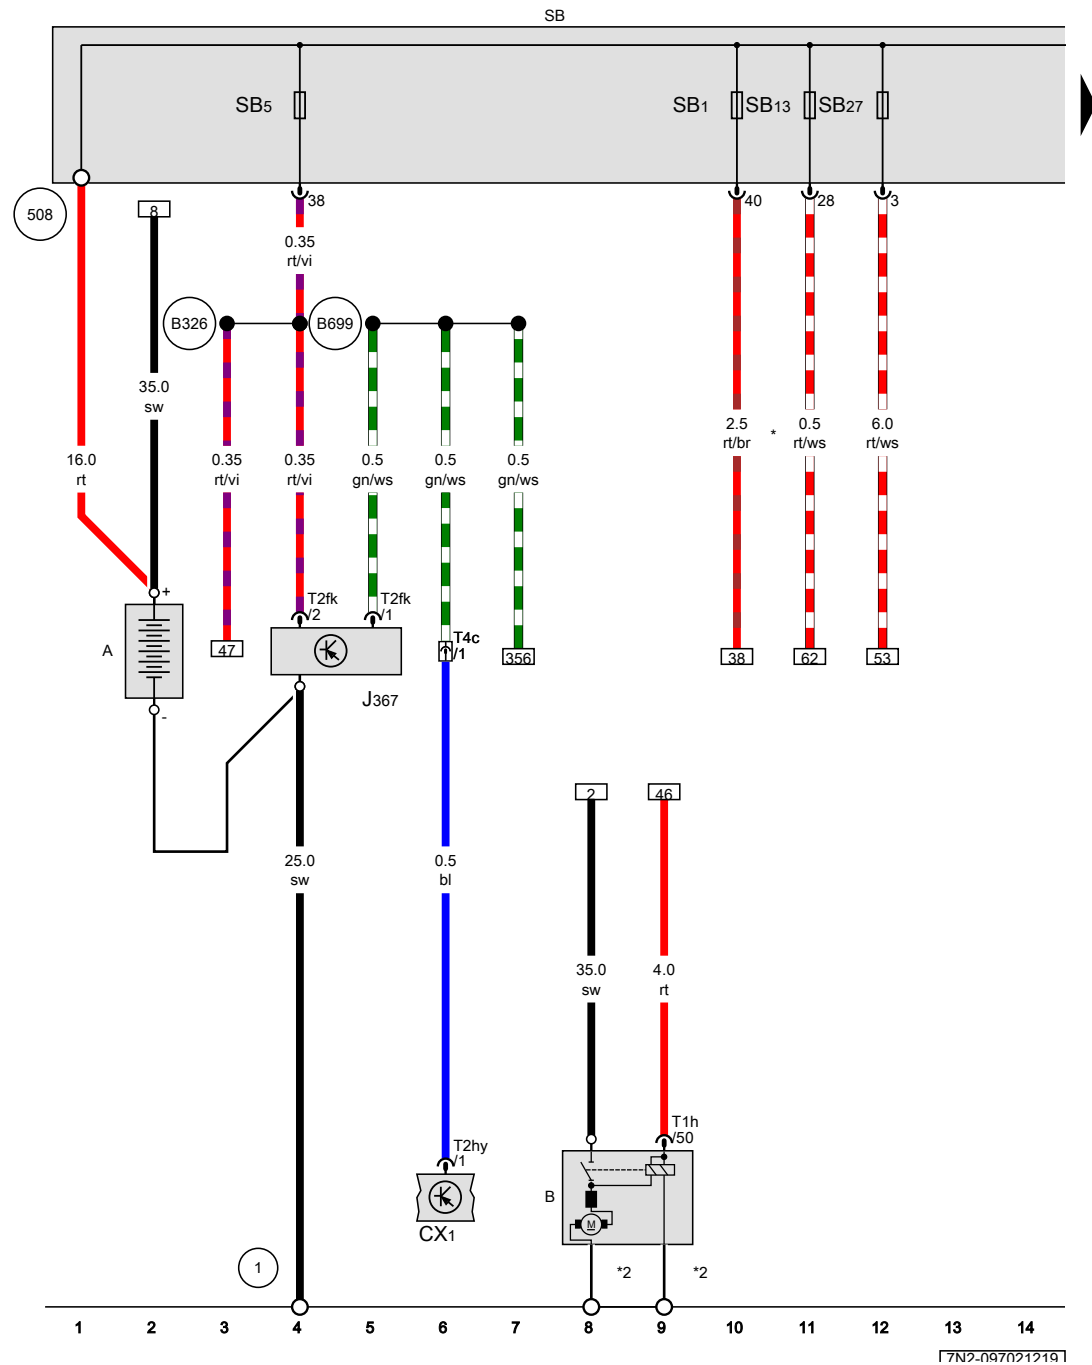 SB
SB5
SB1
SB13
SB27
508
8
38
40
28
3
0.35
rt/vi
B326
B699
35.0
sw
2.5
rt/br
*
0.5
rt/ws
6.0
rt/ws
16.0
rt
0.35
rt/vi
0.35
rt/vi
0.5
gn/ws
0.5
gn/ws
0.5
gn/ws
+
T2fk
/2
T2fk
/1
A
47
T4c
/1
356
38
62
53
J367
-
2
46
25.0
sw
0.5
bl
35.0
sw
4.0
rt
T1h
/50
T2hy
/1
B
M
CX1
1
*2
*2
1 2 3 4 5 6 7 8 9 10 11 12 13 14
7N2-097021219